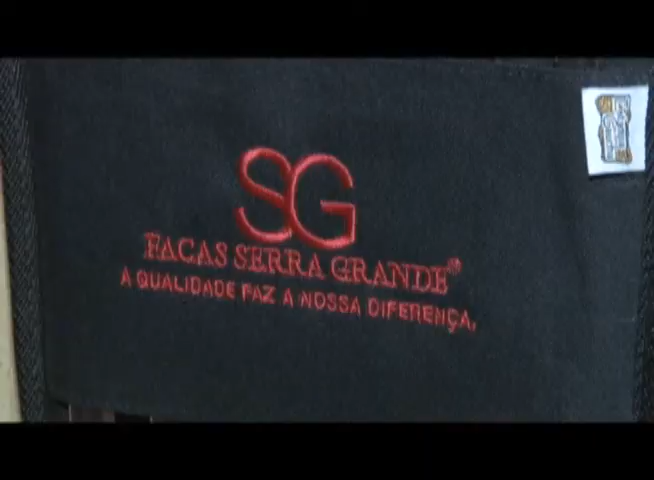 SG
FACAS SERRA GRANDE®
A QUALIDADE FAZ A NOSSA DIFERENÇA.